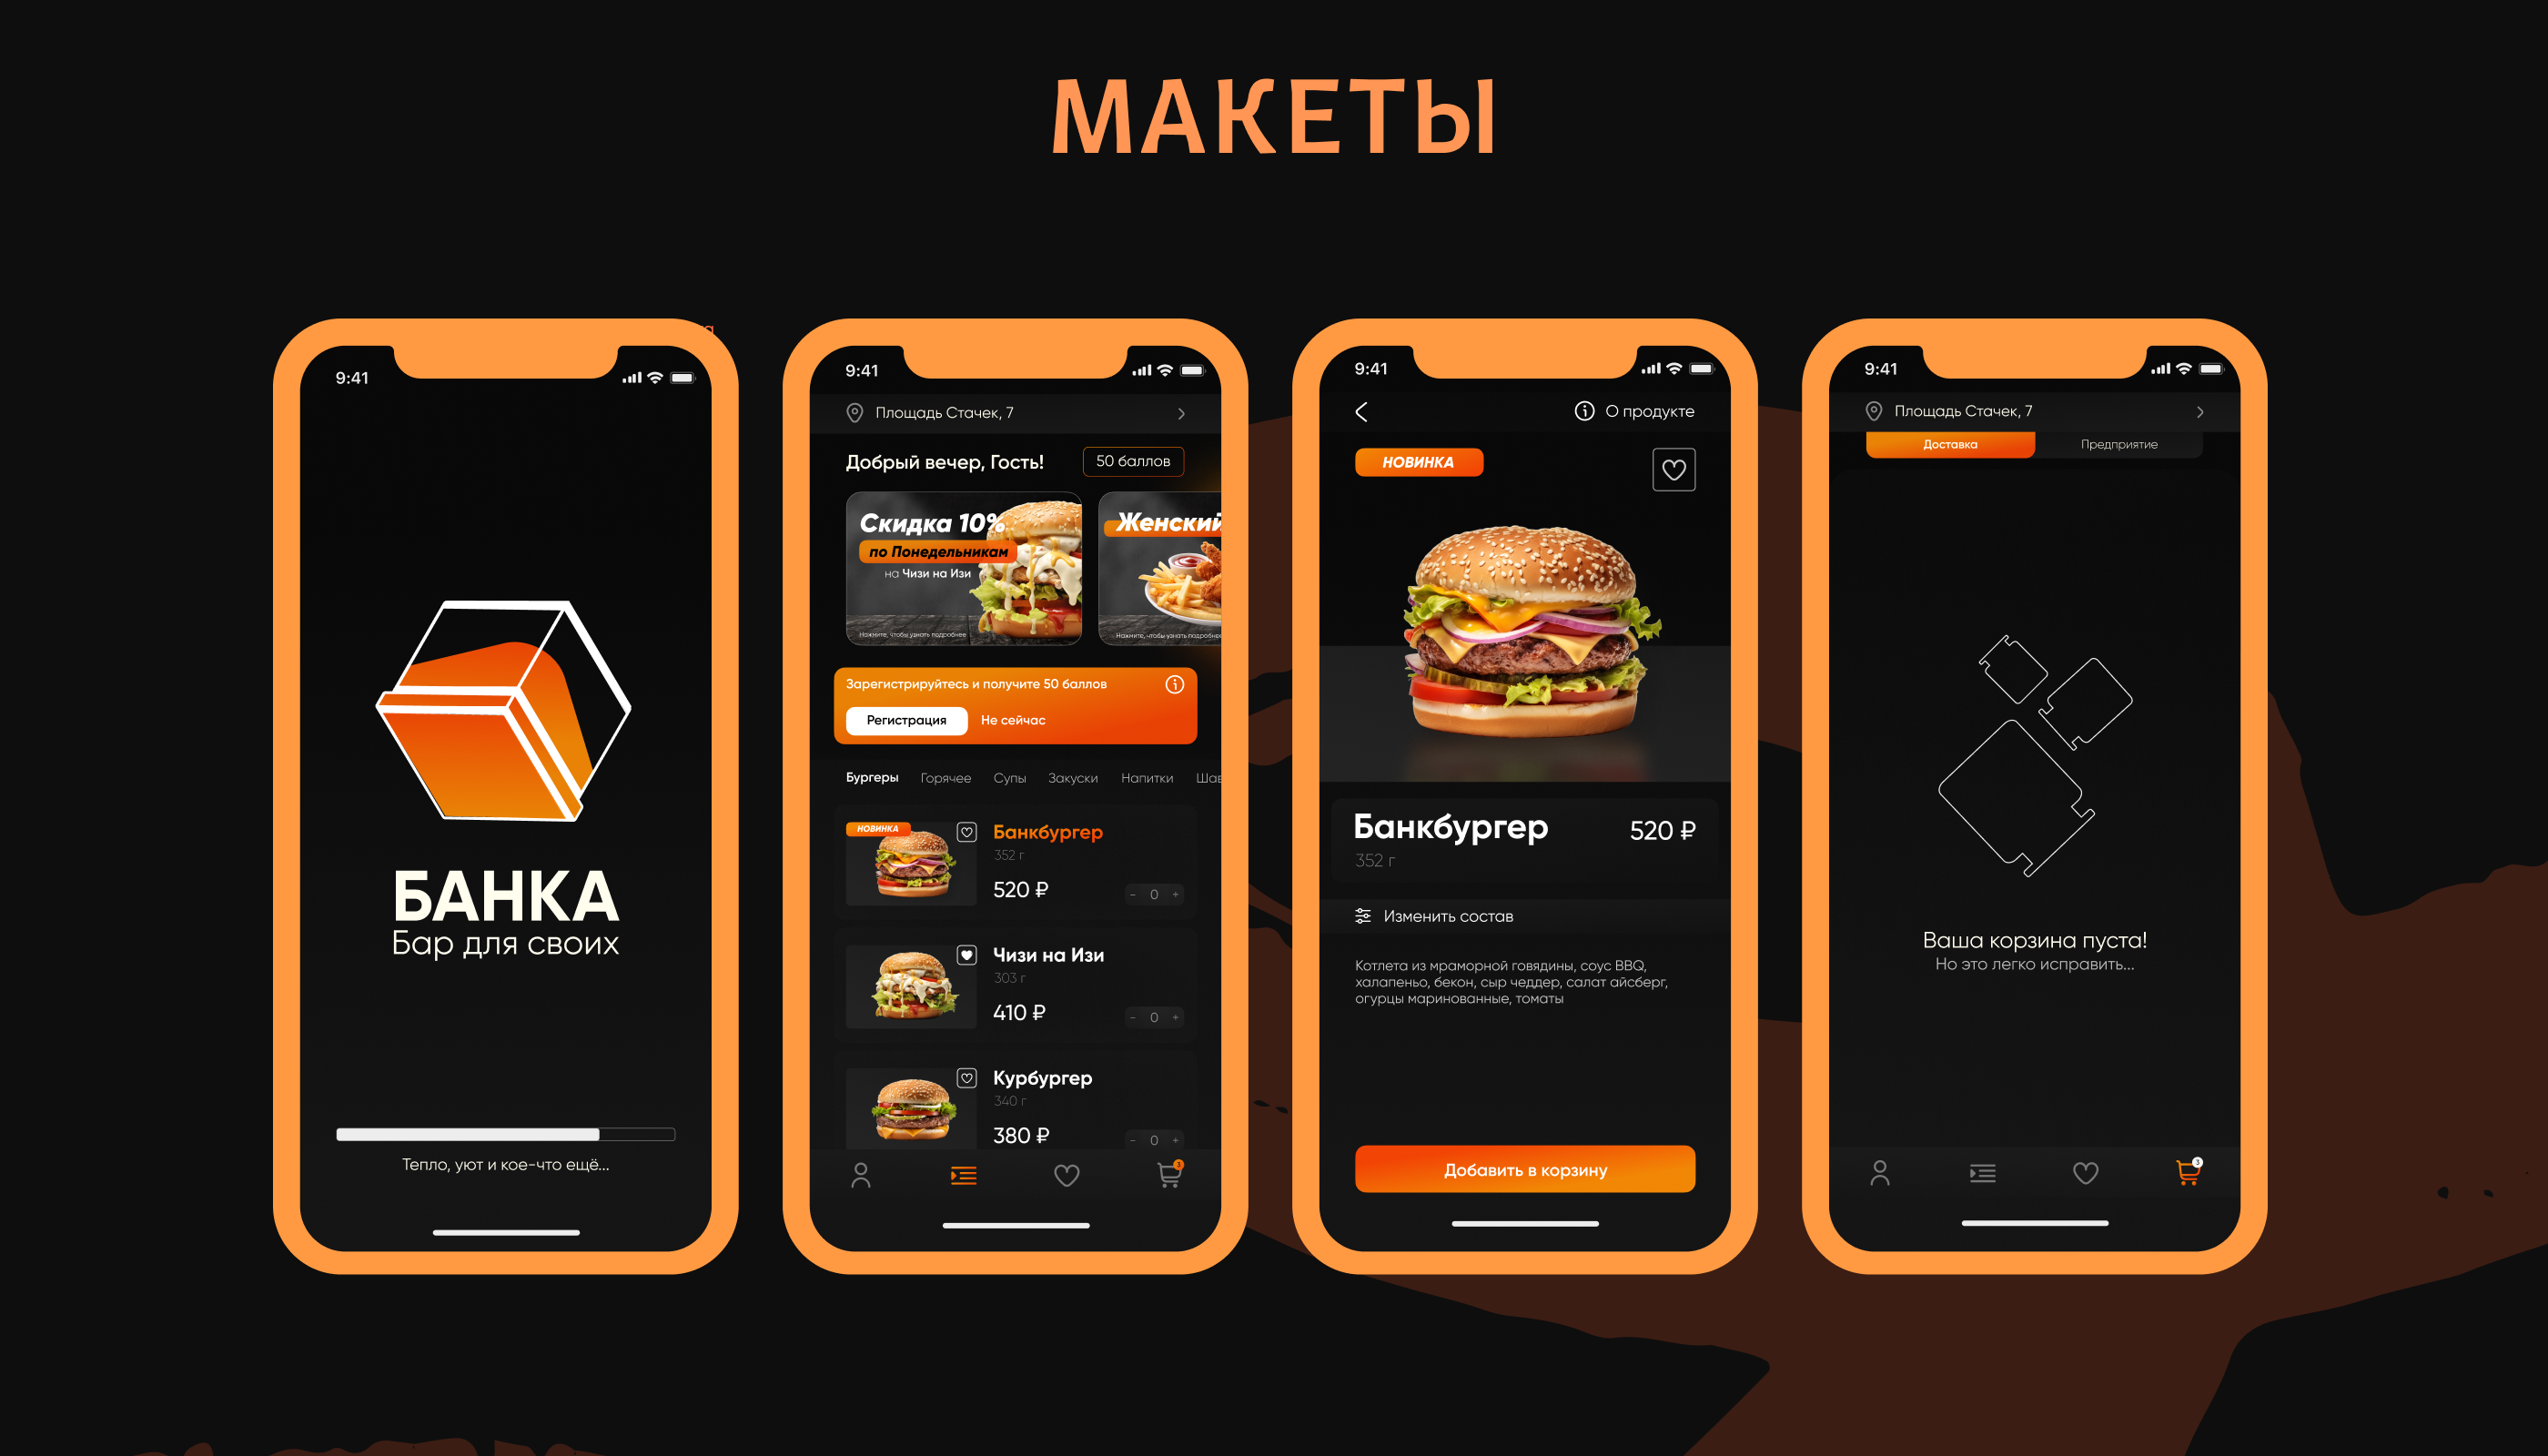 МАКЕТЫ
9:41
БАНКА
Бар для своих
Тепло, уют и кое-что ещё...
9:41
Площадь Стачек, 7
Добрый вечер, Гость!
50 баллов
Скидка 10%
по Понедельникам
на Чизи на Изи
Нажмите, чтобы узнать подробнее
Женский
Нажмите, чтобы узнать подробнее
Зарегистрируйтесь и получите 50 баллов
Регистрация
Не сейчас
Бургеры Горячее Супы Закуски Напитки Шав
НОВИНКА
Банкбургер
352 г
520 ₽
– 0 +
Чизи на Изи
303 г
410 ₽
– 0 +
Курбургер
340 г
380 ₽
– 0 +
3
9:41
О продукте
НОВИНКА
Банкбургер
520 ₽
352 г
Изменить состав
Котлета из мраморной говядины, соус BBQ,
халапеньо, бекон, сыр чеддер, салат айсберг,
огурцы маринованные, томаты
Добавить в корзину
9:41
Площадь Стачек, 7
Доставка
Предприятие
Ваша корзина пуста!
Но это легко исправить...
3